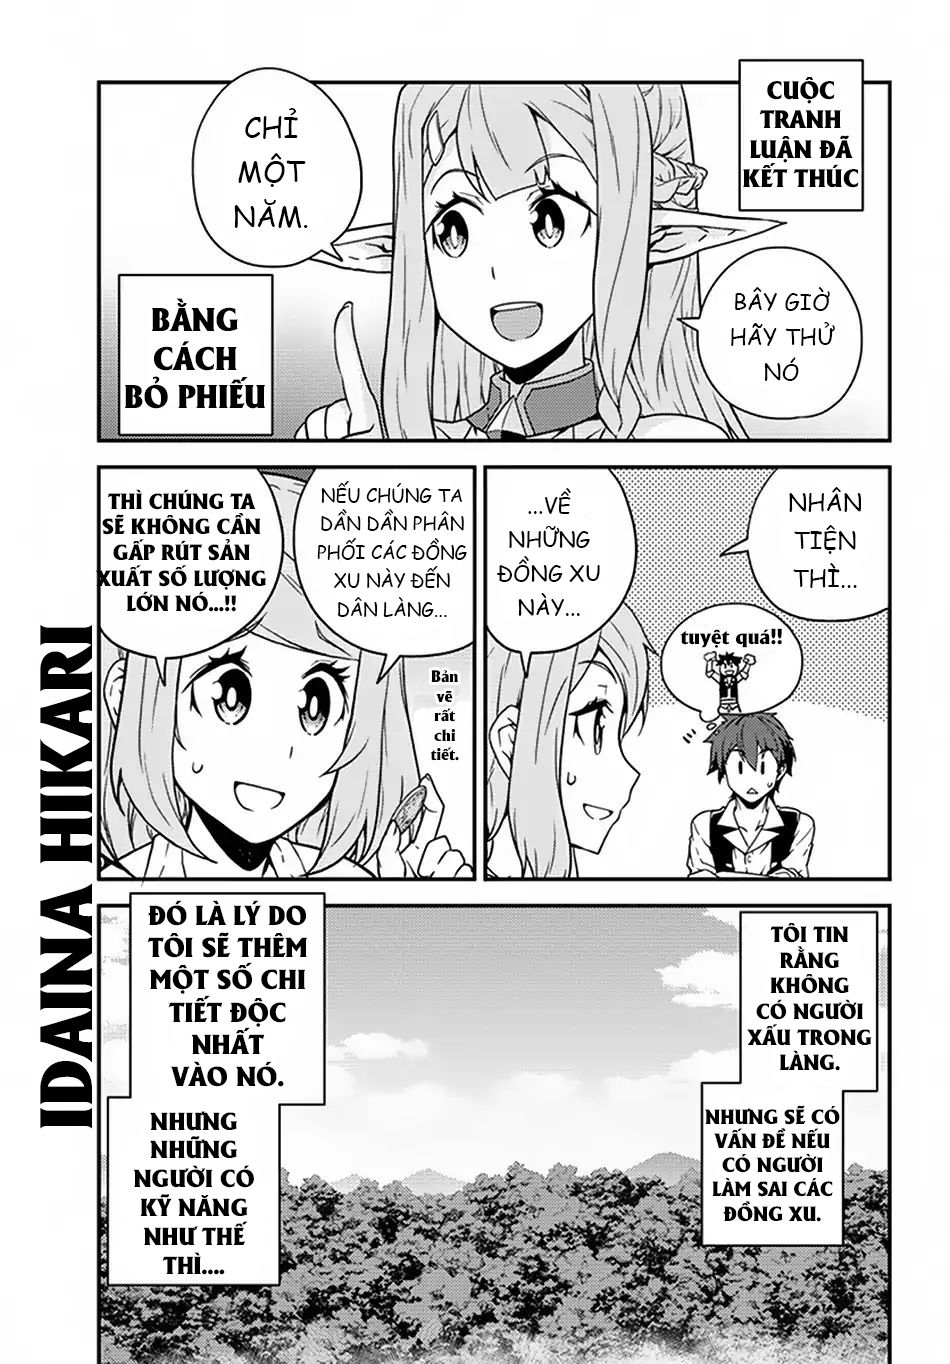 CUỘC
TRANH
LUẬN ĐÃ
KẾT THÚC
CHỈ
MỘT
NĂM.
BÂY GIỜ
HÃY THỬ
NÓ
BẰNG
CÁCH
BỎ PHIẾU
NHÂN
TIỆN
THÌ...
...VỀ
NHỮNG
ĐỒNG XU
NÀY...
tuyệt quá!!
NẾU CHÚNG TA
DẦN DẦN PHÂN
PHỐI CÁC ĐỒNG
XU NÀY ĐẾN
DÂN LÀNG...
THÌ CHÚNG TA
SẼ KHÔNG CẦN
GẤP RÚT SẢN
XUẤT SỐ LƯỢNG
LỚN NÓ...!!
Bản
vẽ
rất
chi
tiết.
TÔI TIN
RẰNG
KHÔNG
CÓ NGƯỜI
XẤU TRONG
LÀNG.
NHƯNG SẼ CÓ
VẤN ĐỀ NẾU
CÓ NGƯỜI
LÀM SAI CÁC
ĐỒNG XU.
ĐÓ LÀ LÝ DO
TÔI SẼ THÊM
MỘT SỐ CHI
TIẾT ĐỘC
NHẤT
VÀO NÓ.
NHƯNG
NHỮNG
NGƯỜI CÓ
KỸ NĂNG
NHƯ THẾ
THÌ....
IDAINA HIKARI